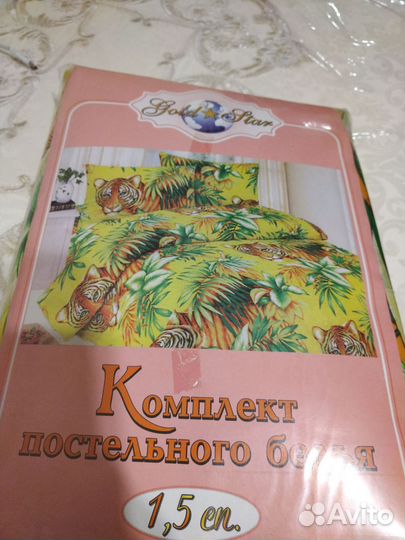 Gold Star
Комплект
постельного белья
1,5 сп.
Avito